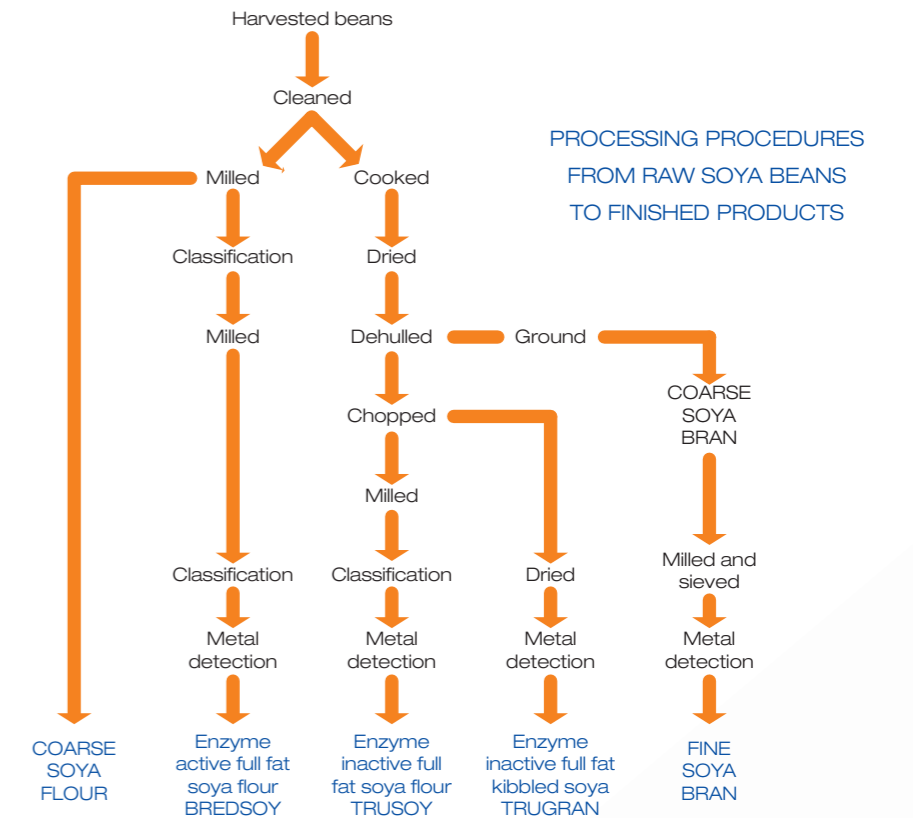 Harvested beans
Cleaned
PROCESSING PROCEDURES
FROM RAW SOYA BEANS
TO FINISHED PRODUCTS
Milled
Cooked
Classification
Dried
Milled
Dehulled
Ground
COARSE
SOYA
BRAN
Chopped
Milled
Classification
Classification
Dried
Milled and
sieved
Metal
detection
Metal
detection
Metal
detection
Metal
detection
COARSE
SOYA
FLOUR
Enzyme
active full fat
soya flour
BREDSOY
Enzyme
inactive full
fat soya flour
TRUSOY
Enzyme
inactive full fat
kibbled soya
TRUGRAN
FINE
SOYA
BRAN